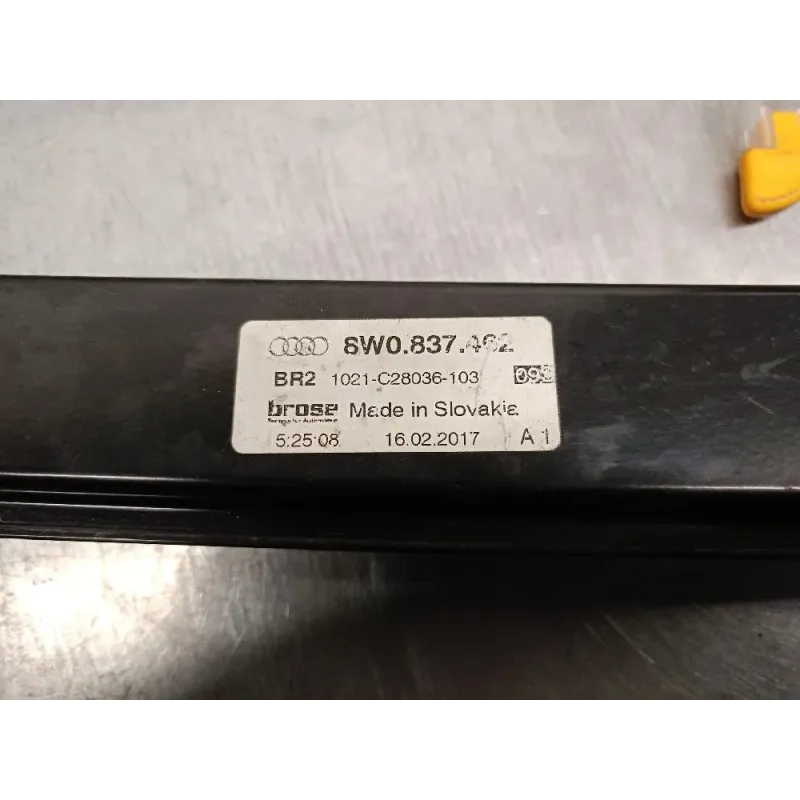 8W0.837.462
BR2 1021-C28036-103
brose Made in Slovakia
5:25:08 16.02.2017 A1